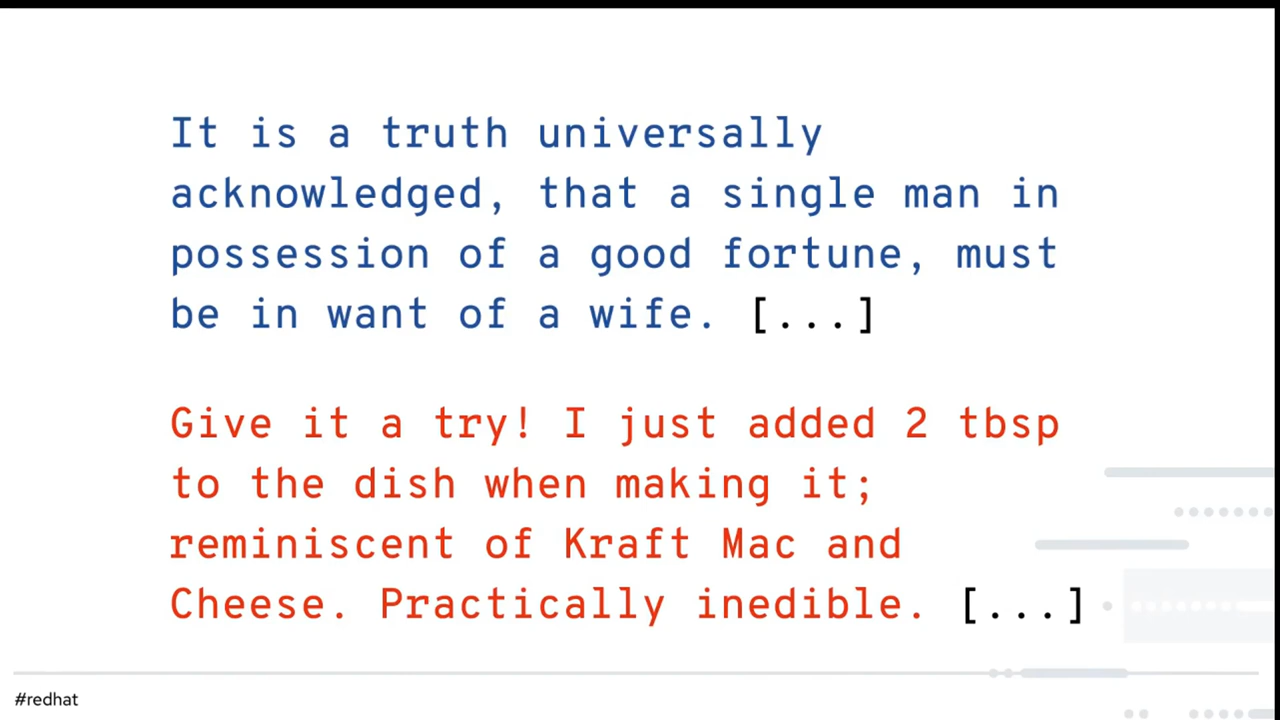 It is a truth universally
acknowledged, that a single man in
possession of a good fortune, must
be in want of a wife. [...]
Give it a try! I just added 2 tbsp
to the dish when making it;
reminiscent of Kraft Mac and
Cheese. Practically inedible. [...]
#redhat